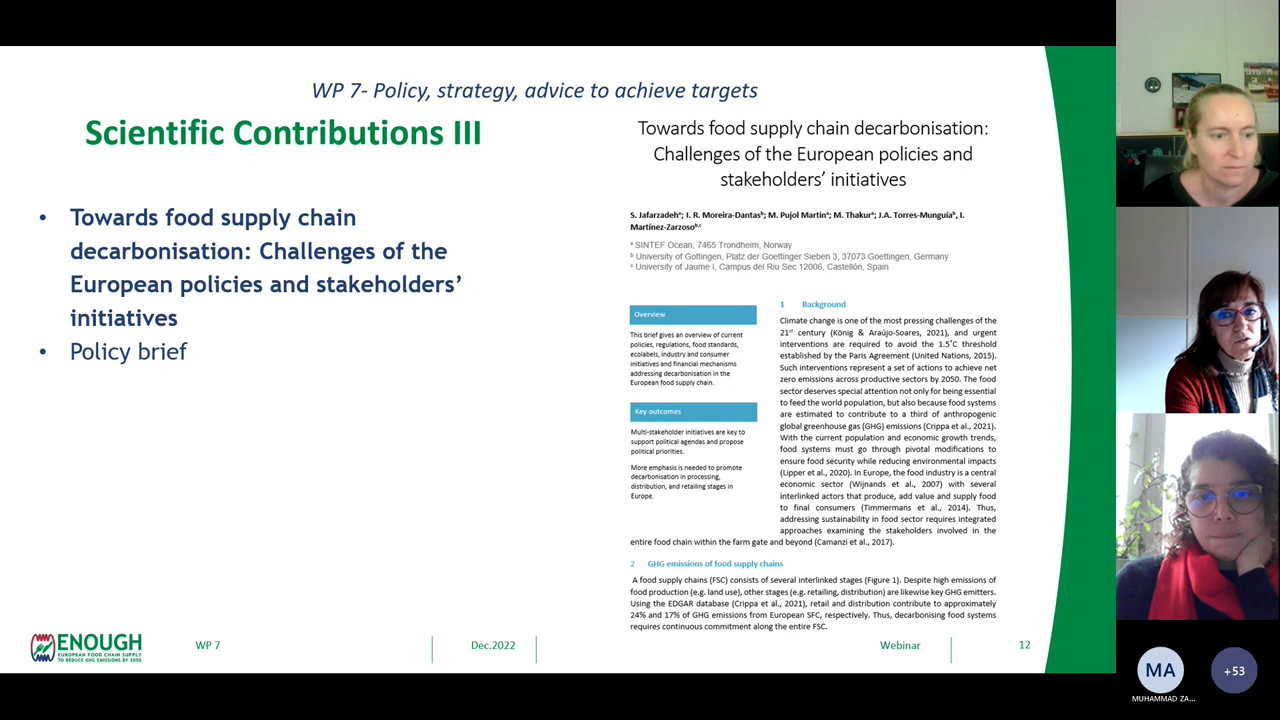 WP 7- Policy, strategy, advice to achieve targets
Scientific Contributions III
• Towards food supply chain
decarbonisation: Challenges of the
European policies and stakeholders’
initiatives
• Policy brief
Towards food supply chain decarbonisation:
Challenges of the European policies and
stakeholders’ initiatives
S. Jafarzadehᵃ; I. R. Moreira-Dantasᵇ; M. Pujol Martinᵃ; M. Thakurᵃ; J.A. Torres-Munguíaᵇ, I.
Martínez-Zarzosoᵇ·ᶜ
ᵃ SINTEF Ocean, 7465 Trondheim, Norway
ᵇ University of Gottingen, Platz der Goettinger Sieben 3, 37073 Goettingen, Germany
ᶜ University of Jaume I, Campus del Riu Sec 12006, Castellón, Spain
Overview
This brief gives an overview of current
policies, regulations, food standards,
ecolabels, industry and consumer
initiatives and financial mechanisms
addressing decarbonisation in the
European food supply chain.
Key outcomes
Multi-stakeholder initiatives are key to
support political agendas and propose
political priorities.
More emphasis is needed to promote
decarbonisation in processing,
distribution, and retailing stages in
Europe.
1 Background
Climate change is one of the most pressing challenges of the
21ˢᵗ century (König & Araújo-Soares, 2021), and urgent
interventions are required to avoid the 1.5˚C threshold
established by the Paris Agreement (United Nations, 2015).
Such interventions represent a set of actions to achieve net
zero emissions across productive sectors by 2050. The food
sector deserves special attention not only for being essential
to feed the world population, but also because food systems
are estimated to contribute to a third of anthropogenic
global greenhouse gas (GHG) emissions (Crippa et al., 2021).
With the current population and economic growth trends,
food systems must go through pivotal modifications to
ensure food security while reducing environmental impacts
(Lipper et al., 2020). In Europe, the food industry is a central
economic sector (Wijnands et al., 2007) with several
interlinked actors that produce, add value and supply food
to final consumers (Timmermans et al., 2014). Thus,
addressing sustainability in food sector requires integrated
approaches examining the stakeholders involved in the
entire food chain within the farm gate and beyond (Camanzi et al., 2017).
2 GHG emissions of food supply chains
A food supply chains (FSC) consists of several interlinked stages (Figure 1). Despite high emissions of
food production (e.g. land use), other stages (e.g. retailing, distribution) are likewise key GHG emitters.
Using the EDGAR database (Crippa et al., 2021), retail and distribution contribute to approximately
24% and 17% of GHG emissions from European SFC, respectively. Thus, decarbonising food systems
requires continuous commitment along the entire FSC.
ENOUGH
EUROPEAN FOOD CHAIN SUPPLY
TO REDUCE GHG EMISSIONS BY 2050
WP 7
Dec.2022
Webinar
12
MA
+53
MUHAMMAD ZA...